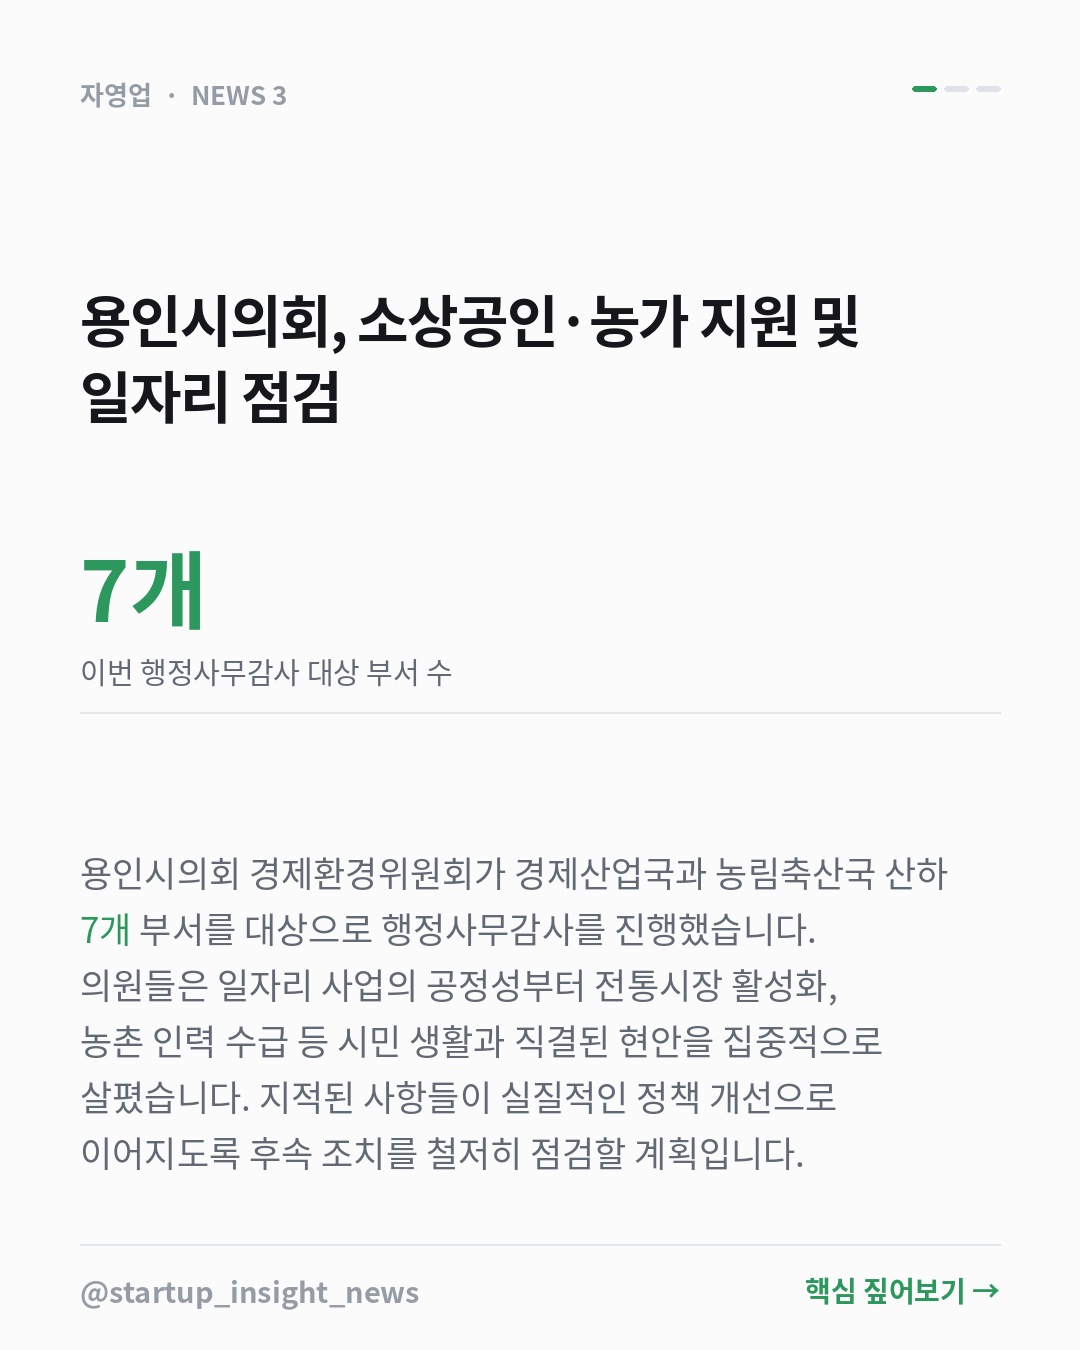 자영업 · NEWS 3
용인시의회, 소상공인·농가 지원 및
일자리 점검
7개
이번 행정사무감사 대상 부서 수
용인시의회 경제환경위원회가 경제산업국과 농림축산국 산하
7개 부서를 대상으로 행정사무감사를 진행했습니다.
의원들은 일자리 사업의 공정성부터 전통시장 활성화,
농촌 인력 수급 등 시민 생활과 직결된 현안을 집중적으로
살폈습니다. 지적된 사항들이 실질적인 정책 개선으로
이어지도록 후속 조치를 철저히 점검할 계획입니다.
@startup_insight_news
핵심 짚어보기 →